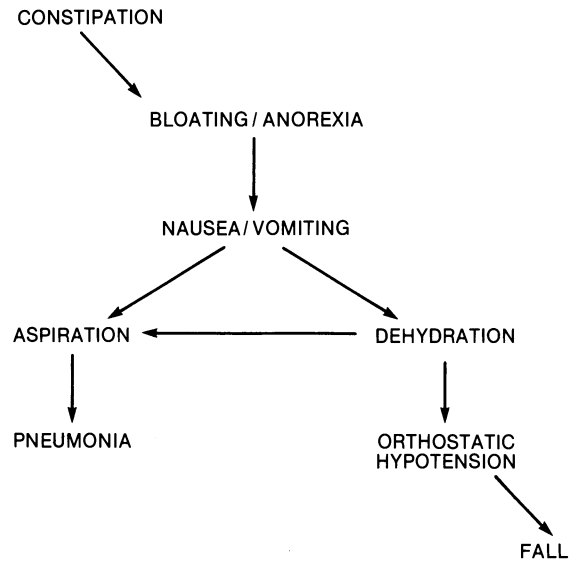 CONSTIPATION
BLOATING / ANOREXIA
NAUSEA / VOMITING
ASPIRATION
DEHYDRATION
PNEUMONIA
ORTHOSTATIC
HYPOTENSION
FALL